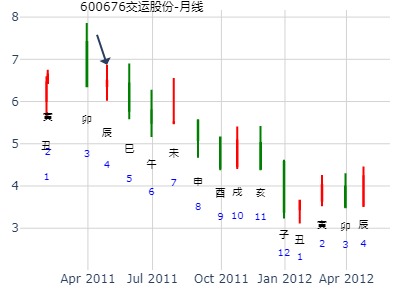 600676交运股份-月线
8
7
6
5
4
3
寅
丑
2
1
卯
3
辰
4
巳
5
午
6
未
7
申
8
酉
9
戌
10
亥
11
子
12
丑
1
寅
2
卯
3
辰
4
Apr 2011
Jul 2011
Oct 2011
Jan 2012
Apr 2012